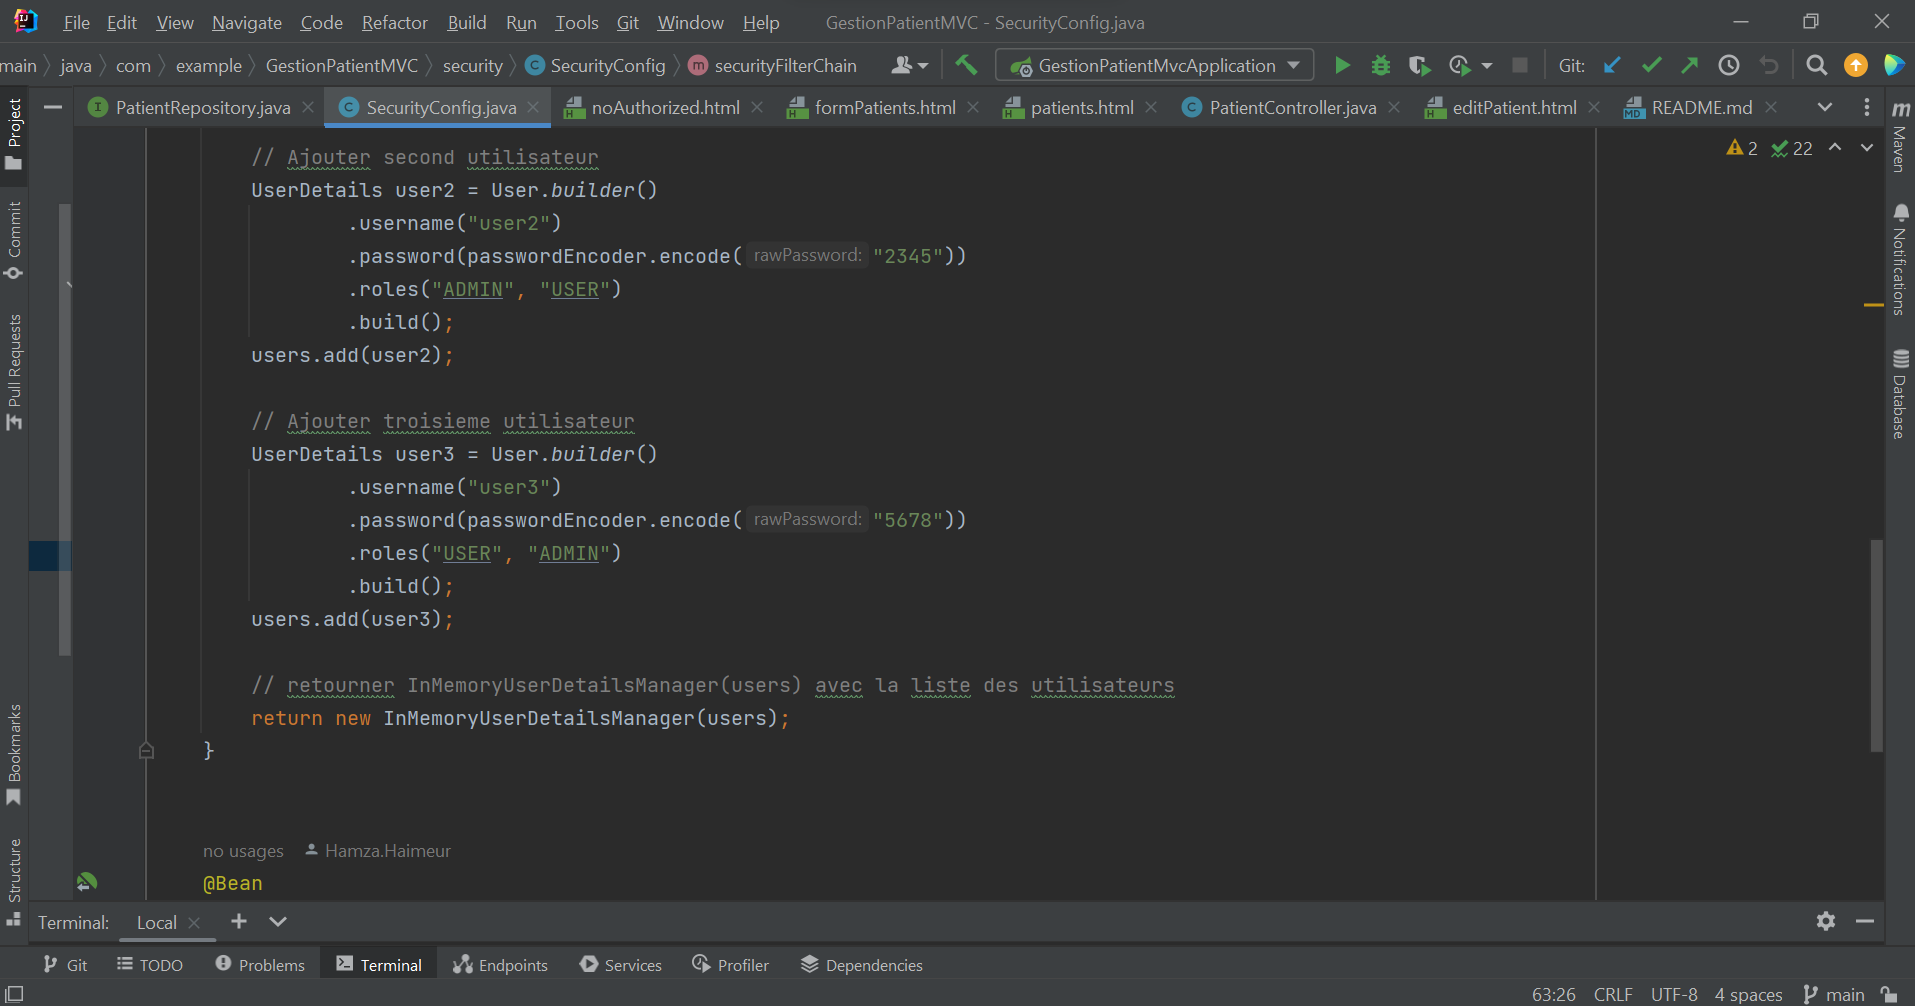 File Edit View Navigate Code Refactor Build Run Tools Git Window Help GestionPatientMVC - SecurityConfig.java
main java com example GestionPatientMVC security SecurityConfig securityFilterChain GestionPatientMvcApplication Git:
PatientRepository.java SecurityConfig.java noAuthorized.html formPatients.html patients.html PatientController.java editPatient.html README.md
Project
Commit
Pull Requests
Bookmarks
Structure
2 22
// Ajouter second utilisateur
UserDetails user2 = User.builder()
.username("user2")
.password(passwordEncoder.encode( rawPassword: "2345"))
.roles("ADMIN", "USER")
.build();
users.add(user2);
// Ajouter troisieme utilisateur
UserDetails user3 = User.builder()
.username("user3")
.password(passwordEncoder.encode( rawPassword: "5678"))
.roles("USER", "ADMIN")
.build();
users.add(user3);
// retourner InMemoryUserDetailsManager(users) avec la liste des utilisateurs
return new InMemoryUserDetailsManager(users);
}
no usages Hamza.Haimeur
@Bean
Maven
Notifications
Database
Terminal: Local
Git TODO Problems Terminal Endpoints Services Profiler Dependencies
63:26 CRLF UTF-8 4 spaces main